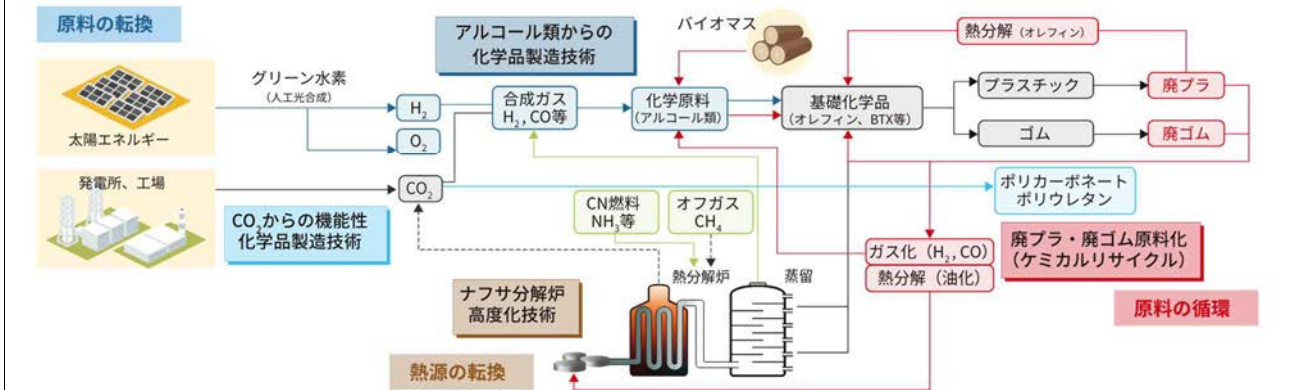 原料の転換
アルコール類からの
化学品製造技術
バイオマス
熱分解（オレフィン）
グリーン水素
（人工光合成）
太陽エネルギー
H₂
O₂
合成ガス
H₂, CO等
化学原料
（アルコール類）
基礎化学品
（オレフィン、BTX等）
プラスチック
廃プラ
ゴム
廃ゴム
発電所、工場
CO₂
CO₂からの機能性
化学品製造技術
CN燃料
NH₃等
オフガス
CH₄
ポリカーボネート
ポリウレタン
ガス化（H₂, CO）
熱分解（油化）
廃プラ・廃ゴム原料化
（ケミカルリサイクル）
熱分解炉
蒸留
ナフサ分解炉
高度化技術
原料の循環
熱源の転換